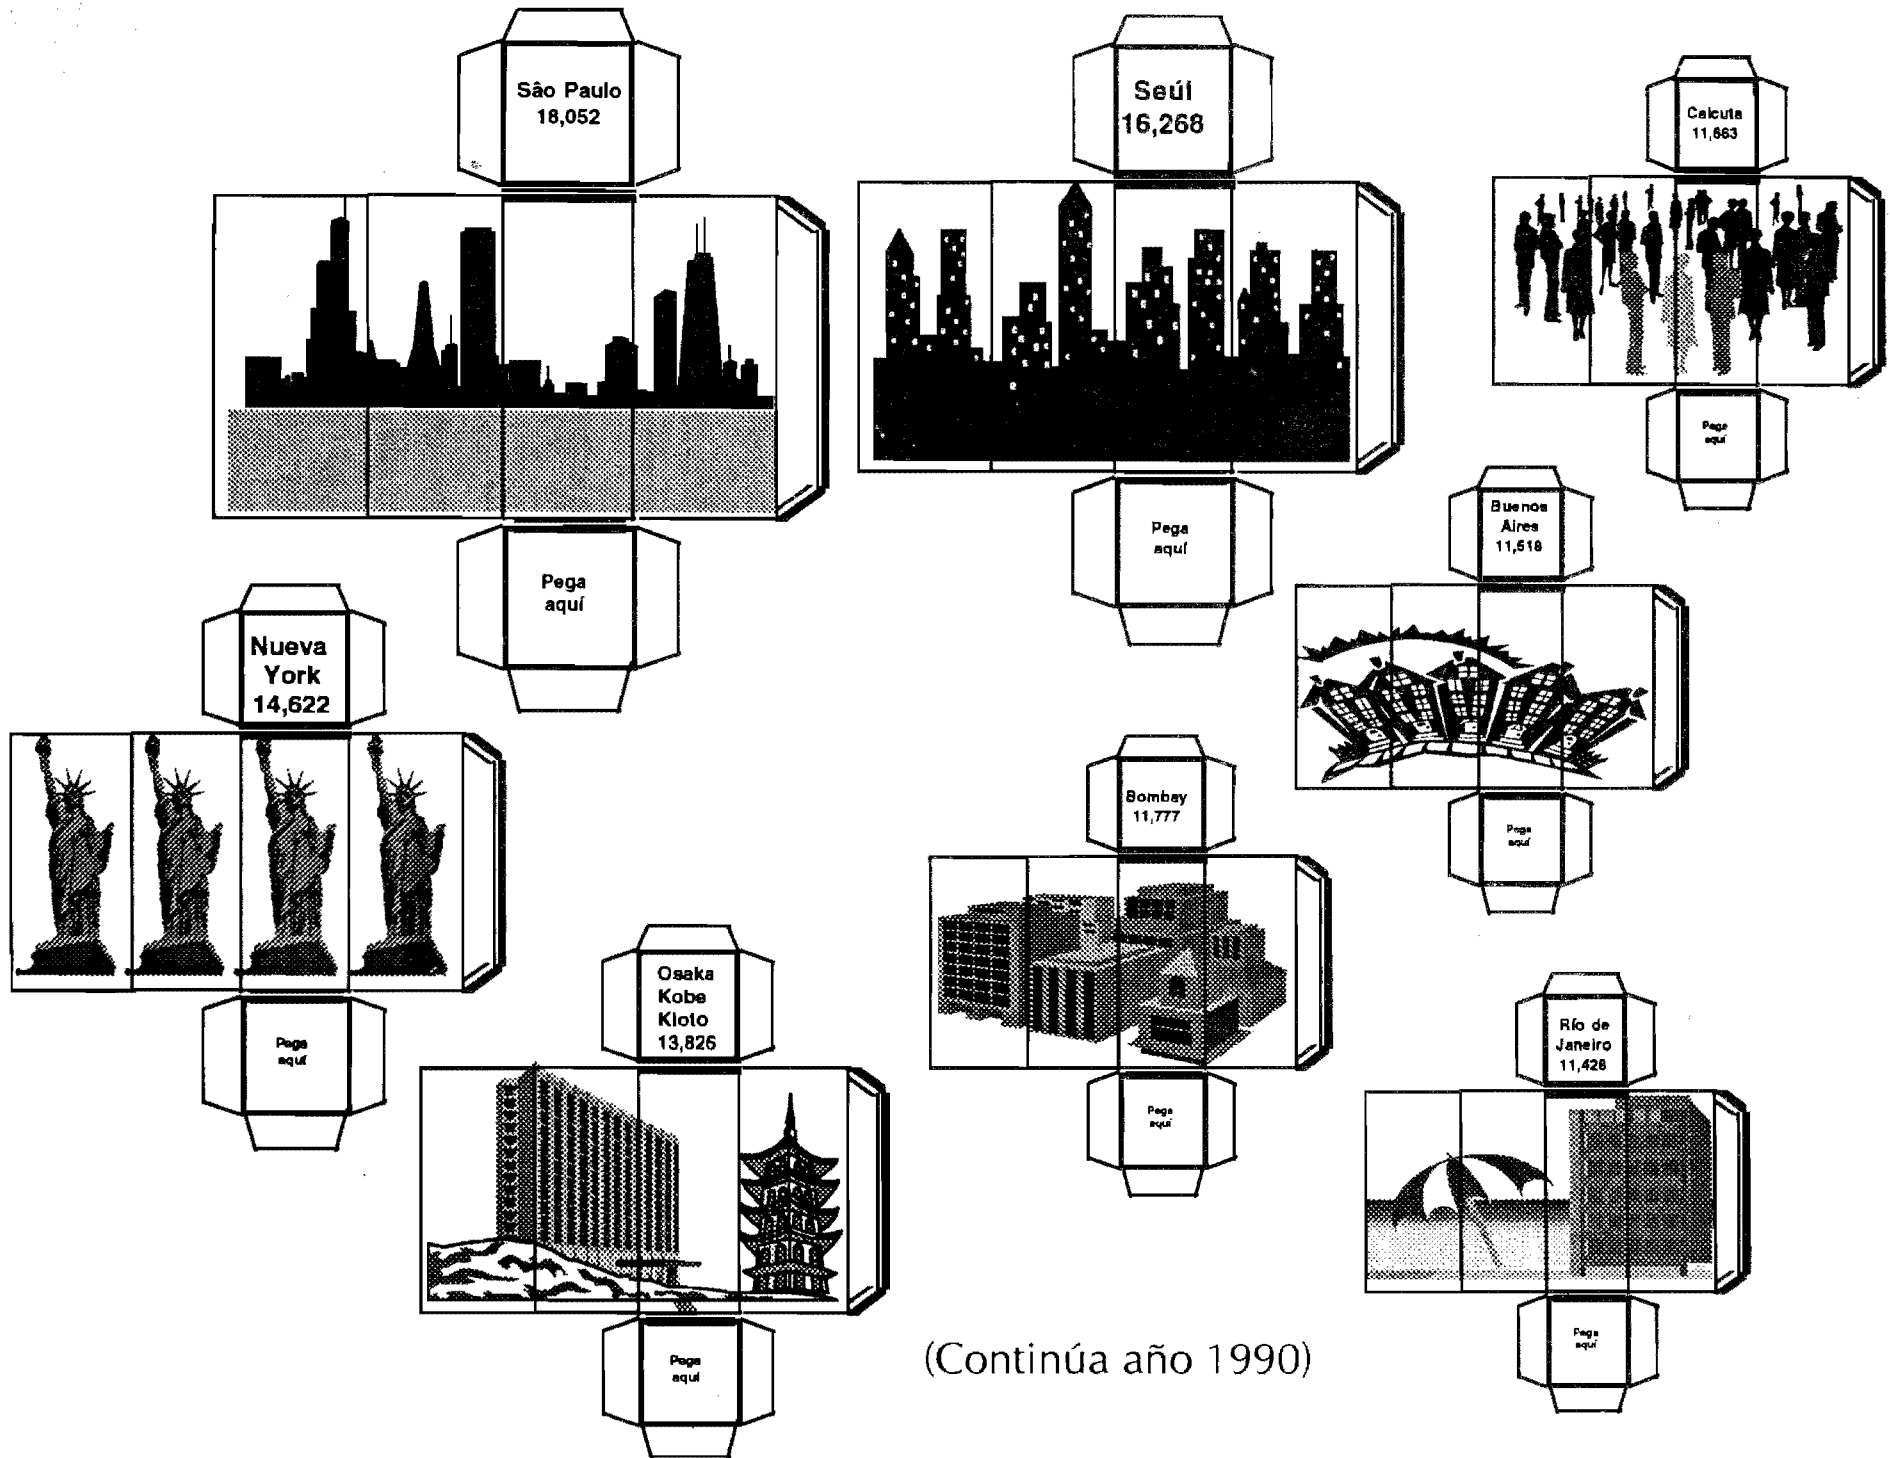 São Paulo
18,052
Pega
aquí
Seúl
16,268
Pega
aquí
Calcuta
11,663
Pega
aquí
Buenos
Aires
11,518
Pega
aquí
Nueva
York
14,622
Pega
aquí
Bombay
11,777
Pega
aquí
Osaka
Kobe
Kioto
13,826
Pega
aquí
Río de
Janeiro
11,428
Pega
aquí
(Continúa año 1990)